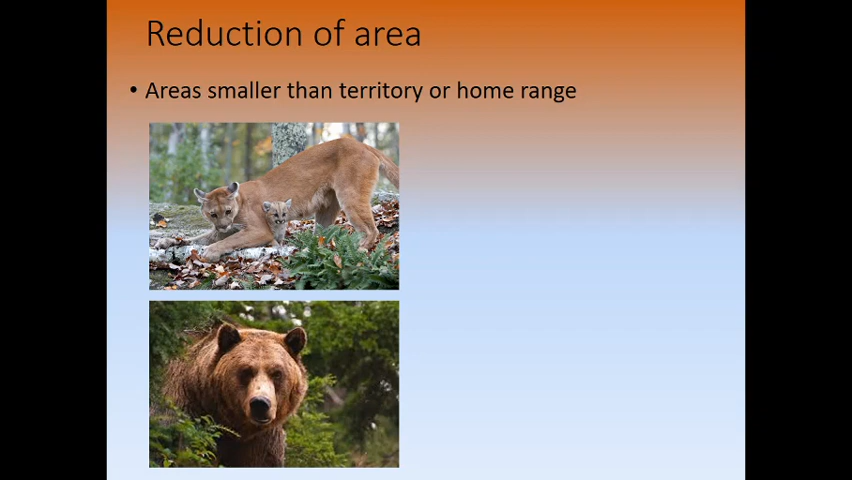 Reduction of area
• Areas smaller than territory or home range